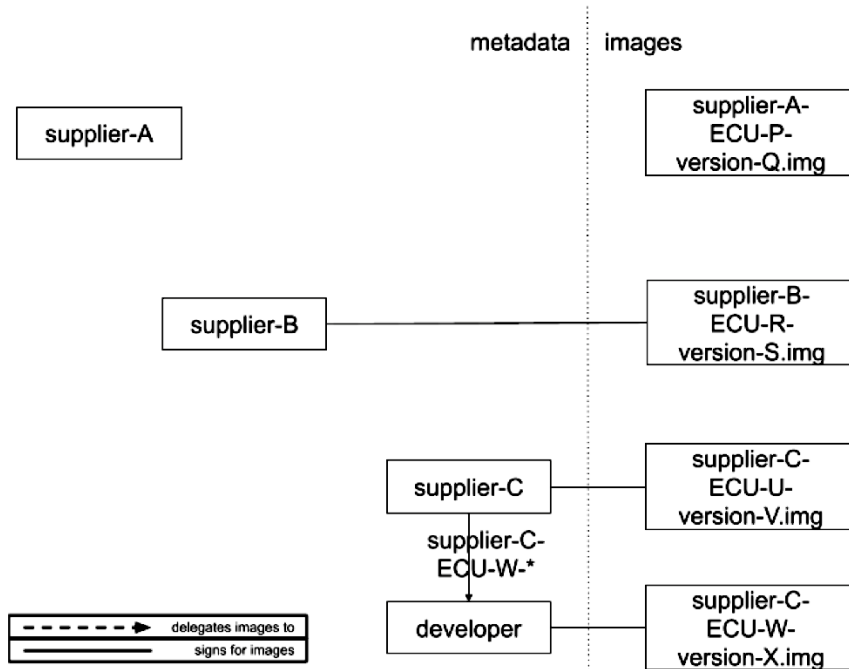 metadata
images
supplier-A
supplier-A-
ECU-P-
version-Q.img
supplier-B
supplier-B-
ECU-R-
version-S.img
supplier-C
supplier-C-
ECU-U-
version-V.img
supplier-C-
ECU-W-*
developer
supplier-C-
ECU-W-
version-X.img
delegates images to
signs for images